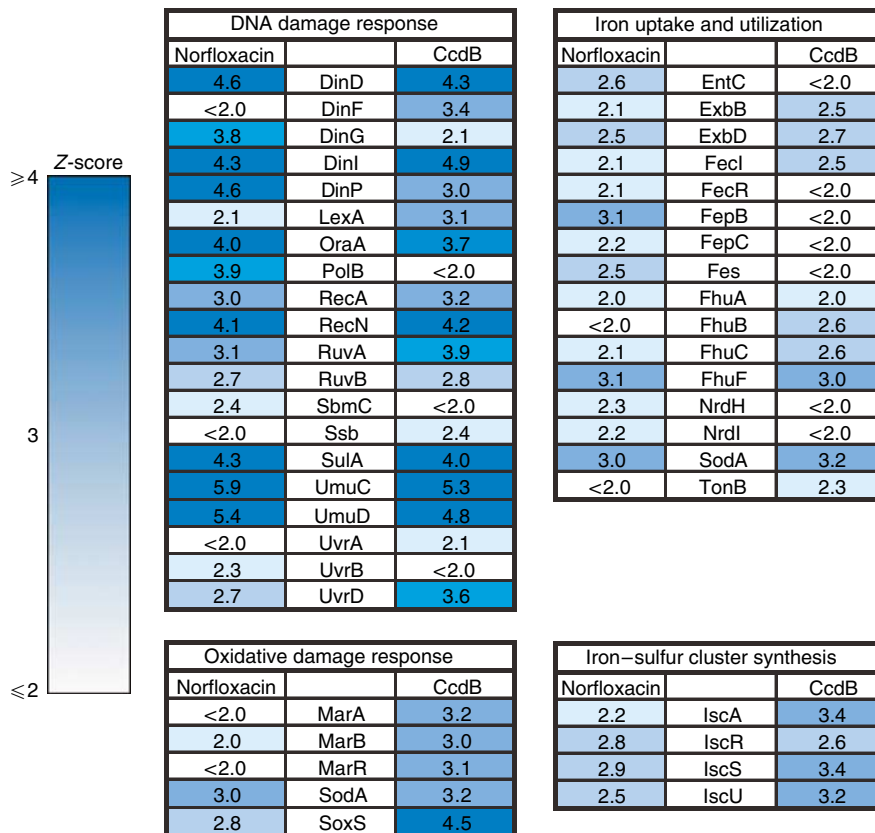 Z-score
⩾4
3
⩽2
DNA damage response
Norfloxacin CcdB
4.6 DinD 4.3
<2.0 DinF 3.4
3.8 DinG 2.1
4.3 DinI 4.9
4.6 DinP 3.0
2.1 LexA 3.1
4.0 OraA 3.7
3.9 PolB <2.0
3.0 RecA 3.2
4.1 RecN 4.2
3.1 RuvA 3.9
2.7 RuvB 2.8
2.4 SbmC <2.0
<2.0 Ssb 2.4
4.3 SulA 4.0
5.9 UmuC 5.3
5.4 UmuD 4.8
<2.0 UvrA 2.1
2.3 UvrB <2.0
2.7 UvrD 3.6
Iron uptake and utilization
Norfloxacin CcdB
2.6 EntC <2.0
2.1 ExbB 2.5
2.5 ExbD 2.7
2.1 FecI 2.5
2.1 FecR <2.0
3.1 FepB <2.0
2.2 FepC <2.0
2.5 Fes <2.0
2.0 FhuA 2.0
<2.0 FhuB 2.6
2.1 FhuC 2.6
3.1 FhuF 3.0
2.3 NrdH <2.0
2.2 NrdI <2.0
3.0 SodA 3.2
<2.0 TonB 2.3
Oxidative damage response
Norfloxacin CcdB
<2.0 MarA 3.2
2.0 MarB 3.0
<2.0 MarR 3.1
3.0 SodA 3.2
2.8 SoxS 4.5
Iron–sulfur cluster synthesis
Norfloxacin CcdB
2.2 IscA 3.4
2.8 IscR 2.6
2.9 IscS 3.4
2.5 IscU 3.2